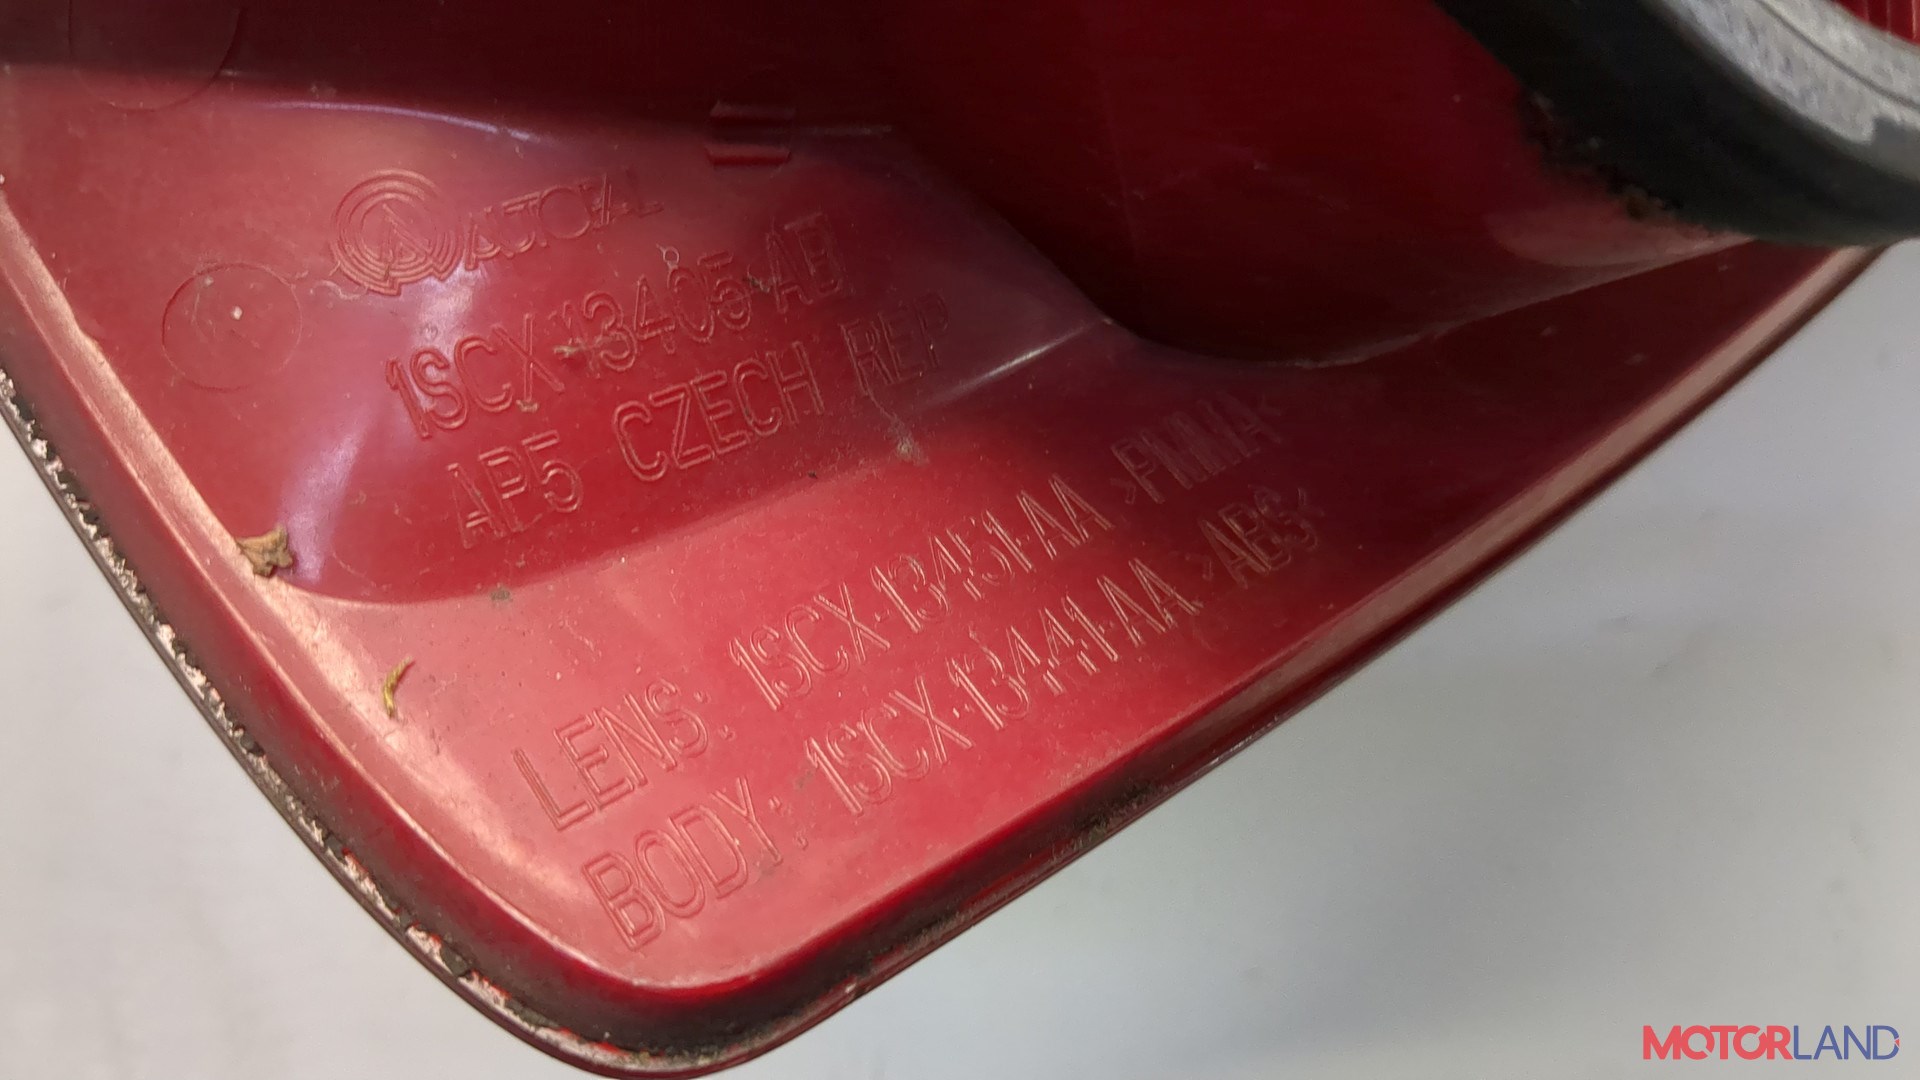 AUTOPAL
1SCX-13405-AB
AP5 CZECH REP
LENS: 1SCX-13451-AA >PMMA<
BODY: 1SCX-13441-AA >ABS<
MOTORLAND